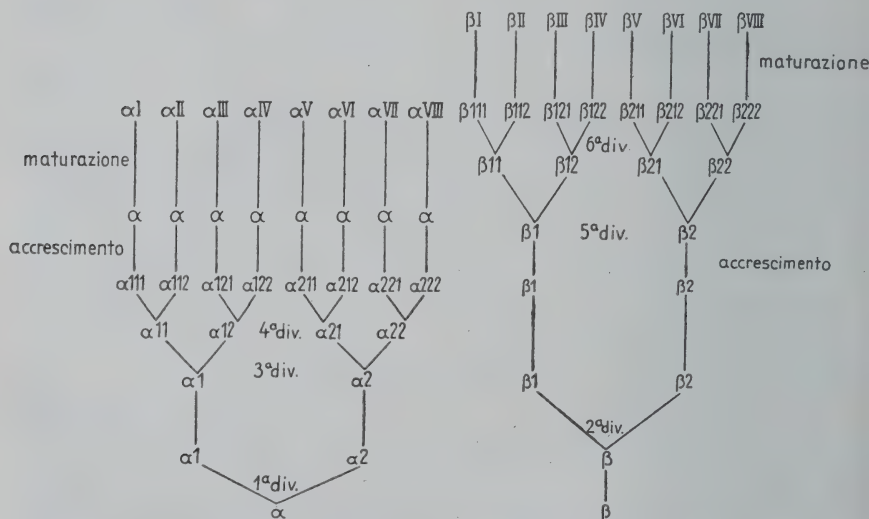 βI βII βIII βIV βV βVI βVII βVIII
maturazione
β111 β112 β121 β122 β211 β212 β221 β222
6ªdiv.
β11 β12 β21 β22
β1 5ªdiv. β2
accrescimento
β1 β2
β1 β2
2ªdiv.
β
β
αI αII αIII αIV αV αVI αVII αVIII
maturazione
α α α α α α α α
accrescimento
α111 α112 α121 α122 α211 α212 α221 α222
α11 α12 4ªdiv. α21 α22
3ªdiv.
α1 α2
α1 α2
1ªdiv.
α